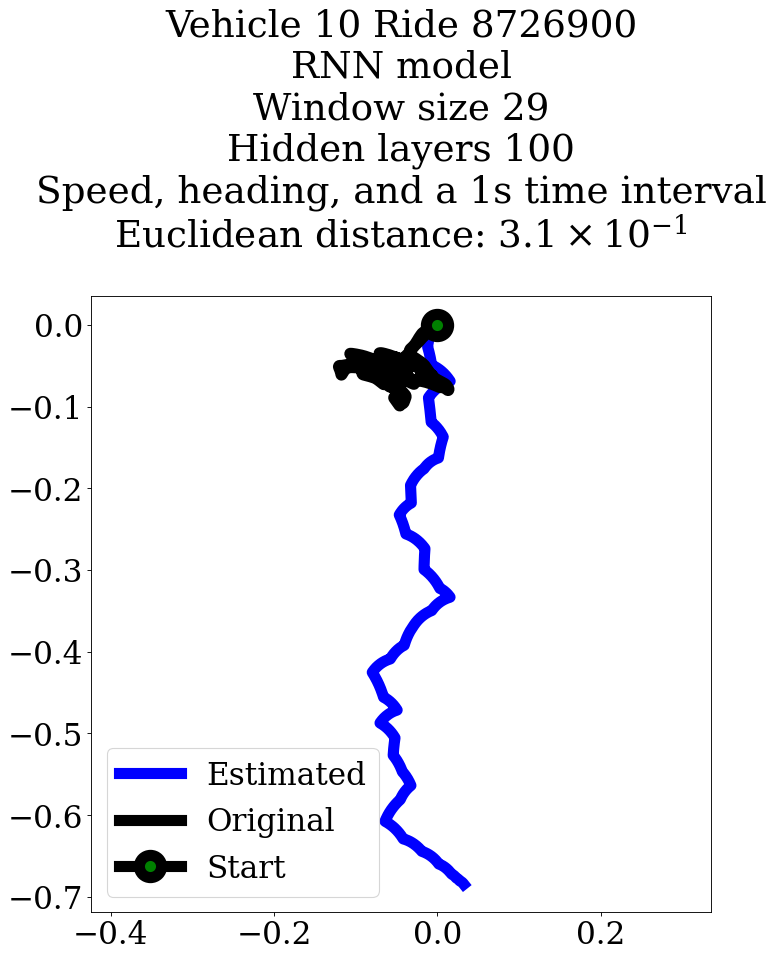 Vehicle 10 Ride 8726900
RNN model
Window size 29
Hidden layers 100
Speed, heading, and a 1s time interval
Euclidean distance: 3.1 × 10⁻¹
0.0
−0.1
−0.2
−0.3
−0.4
−0.5
−0.6
−0.7
Estimated
Original
Start
−0.4 −0.2 0.0 0.2